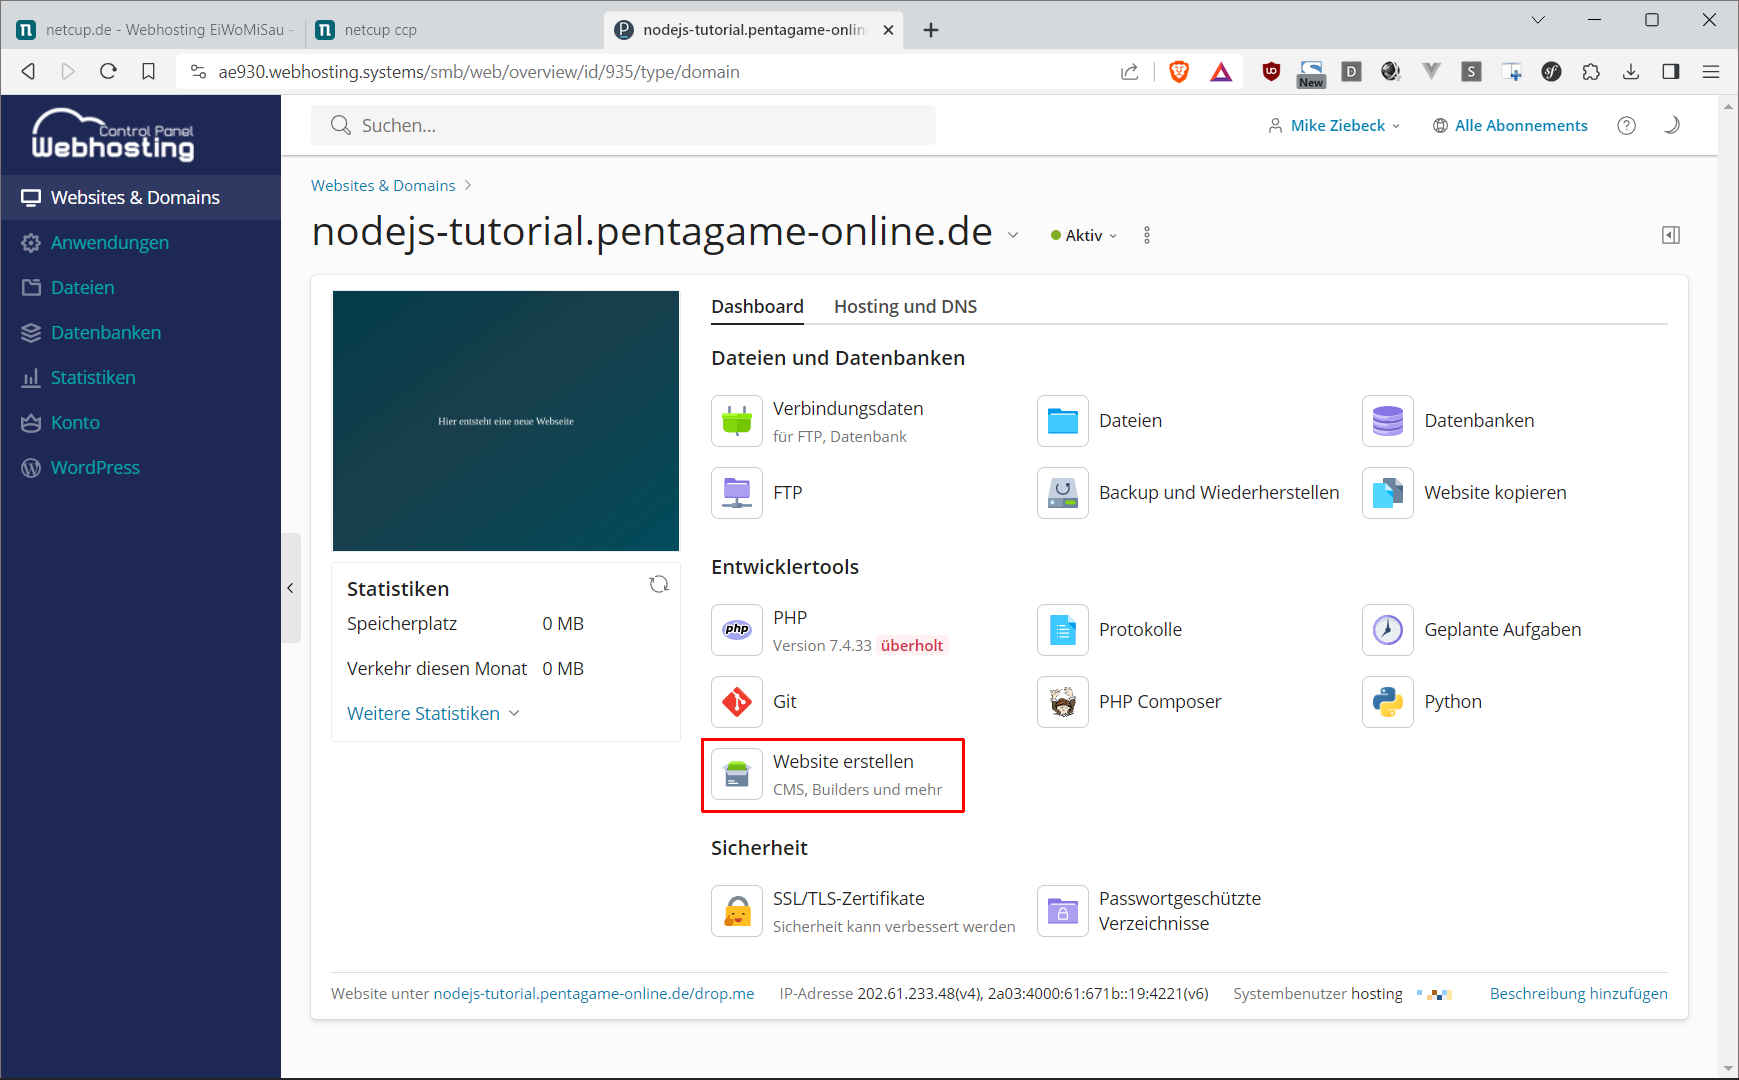 netcup.de - Webhosting EiWoMiSau -
netcup ccp
nodejs-tutorial.pentagame-onlin
ae930.webhosting.systems/smb/web/overview/id/935/type/domain
New
D
S
Control Panel
Webhosting
Suchen...
Mike Ziebeck
Alle Abonnements
Websites & Domains
Anwendungen
Dateien
Datenbanken
Statistiken
Konto
WordPress
Websites & Domains
nodejs-tutorial.pentagame-online.de
Aktiv
Hier entsteht eine neue Webseite
Statistiken
Speicherplatz 0 MB
Verkehr diesen Monat 0 MB
Weitere Statistiken
Dashboard
Hosting und DNS
Dateien und Datenbanken
Verbindungsdaten
für FTP, Datenbank
Dateien
Datenbanken
FTP
Backup und Wiederherstellen
Website kopieren
Entwicklertools
php
PHP
Version 7.4.33 überholt
Protokolle
Geplante Aufgaben
Git
PHP Composer
Python
Website erstellen
CMS, Builders und mehr
Sicherheit
SSL/TLS-Zertifikate
Sicherheit kann verbessert werden
Passwortgeschützte
Verzeichnisse
Website unter nodejs-tutorial.pentagame-online.de/drop.me
IP-Adresse 202.61.233.48(v4), 2a03:4000:61:671b::19:4221(v6)
Systembenutzer hosting
Beschreibung hinzufügen